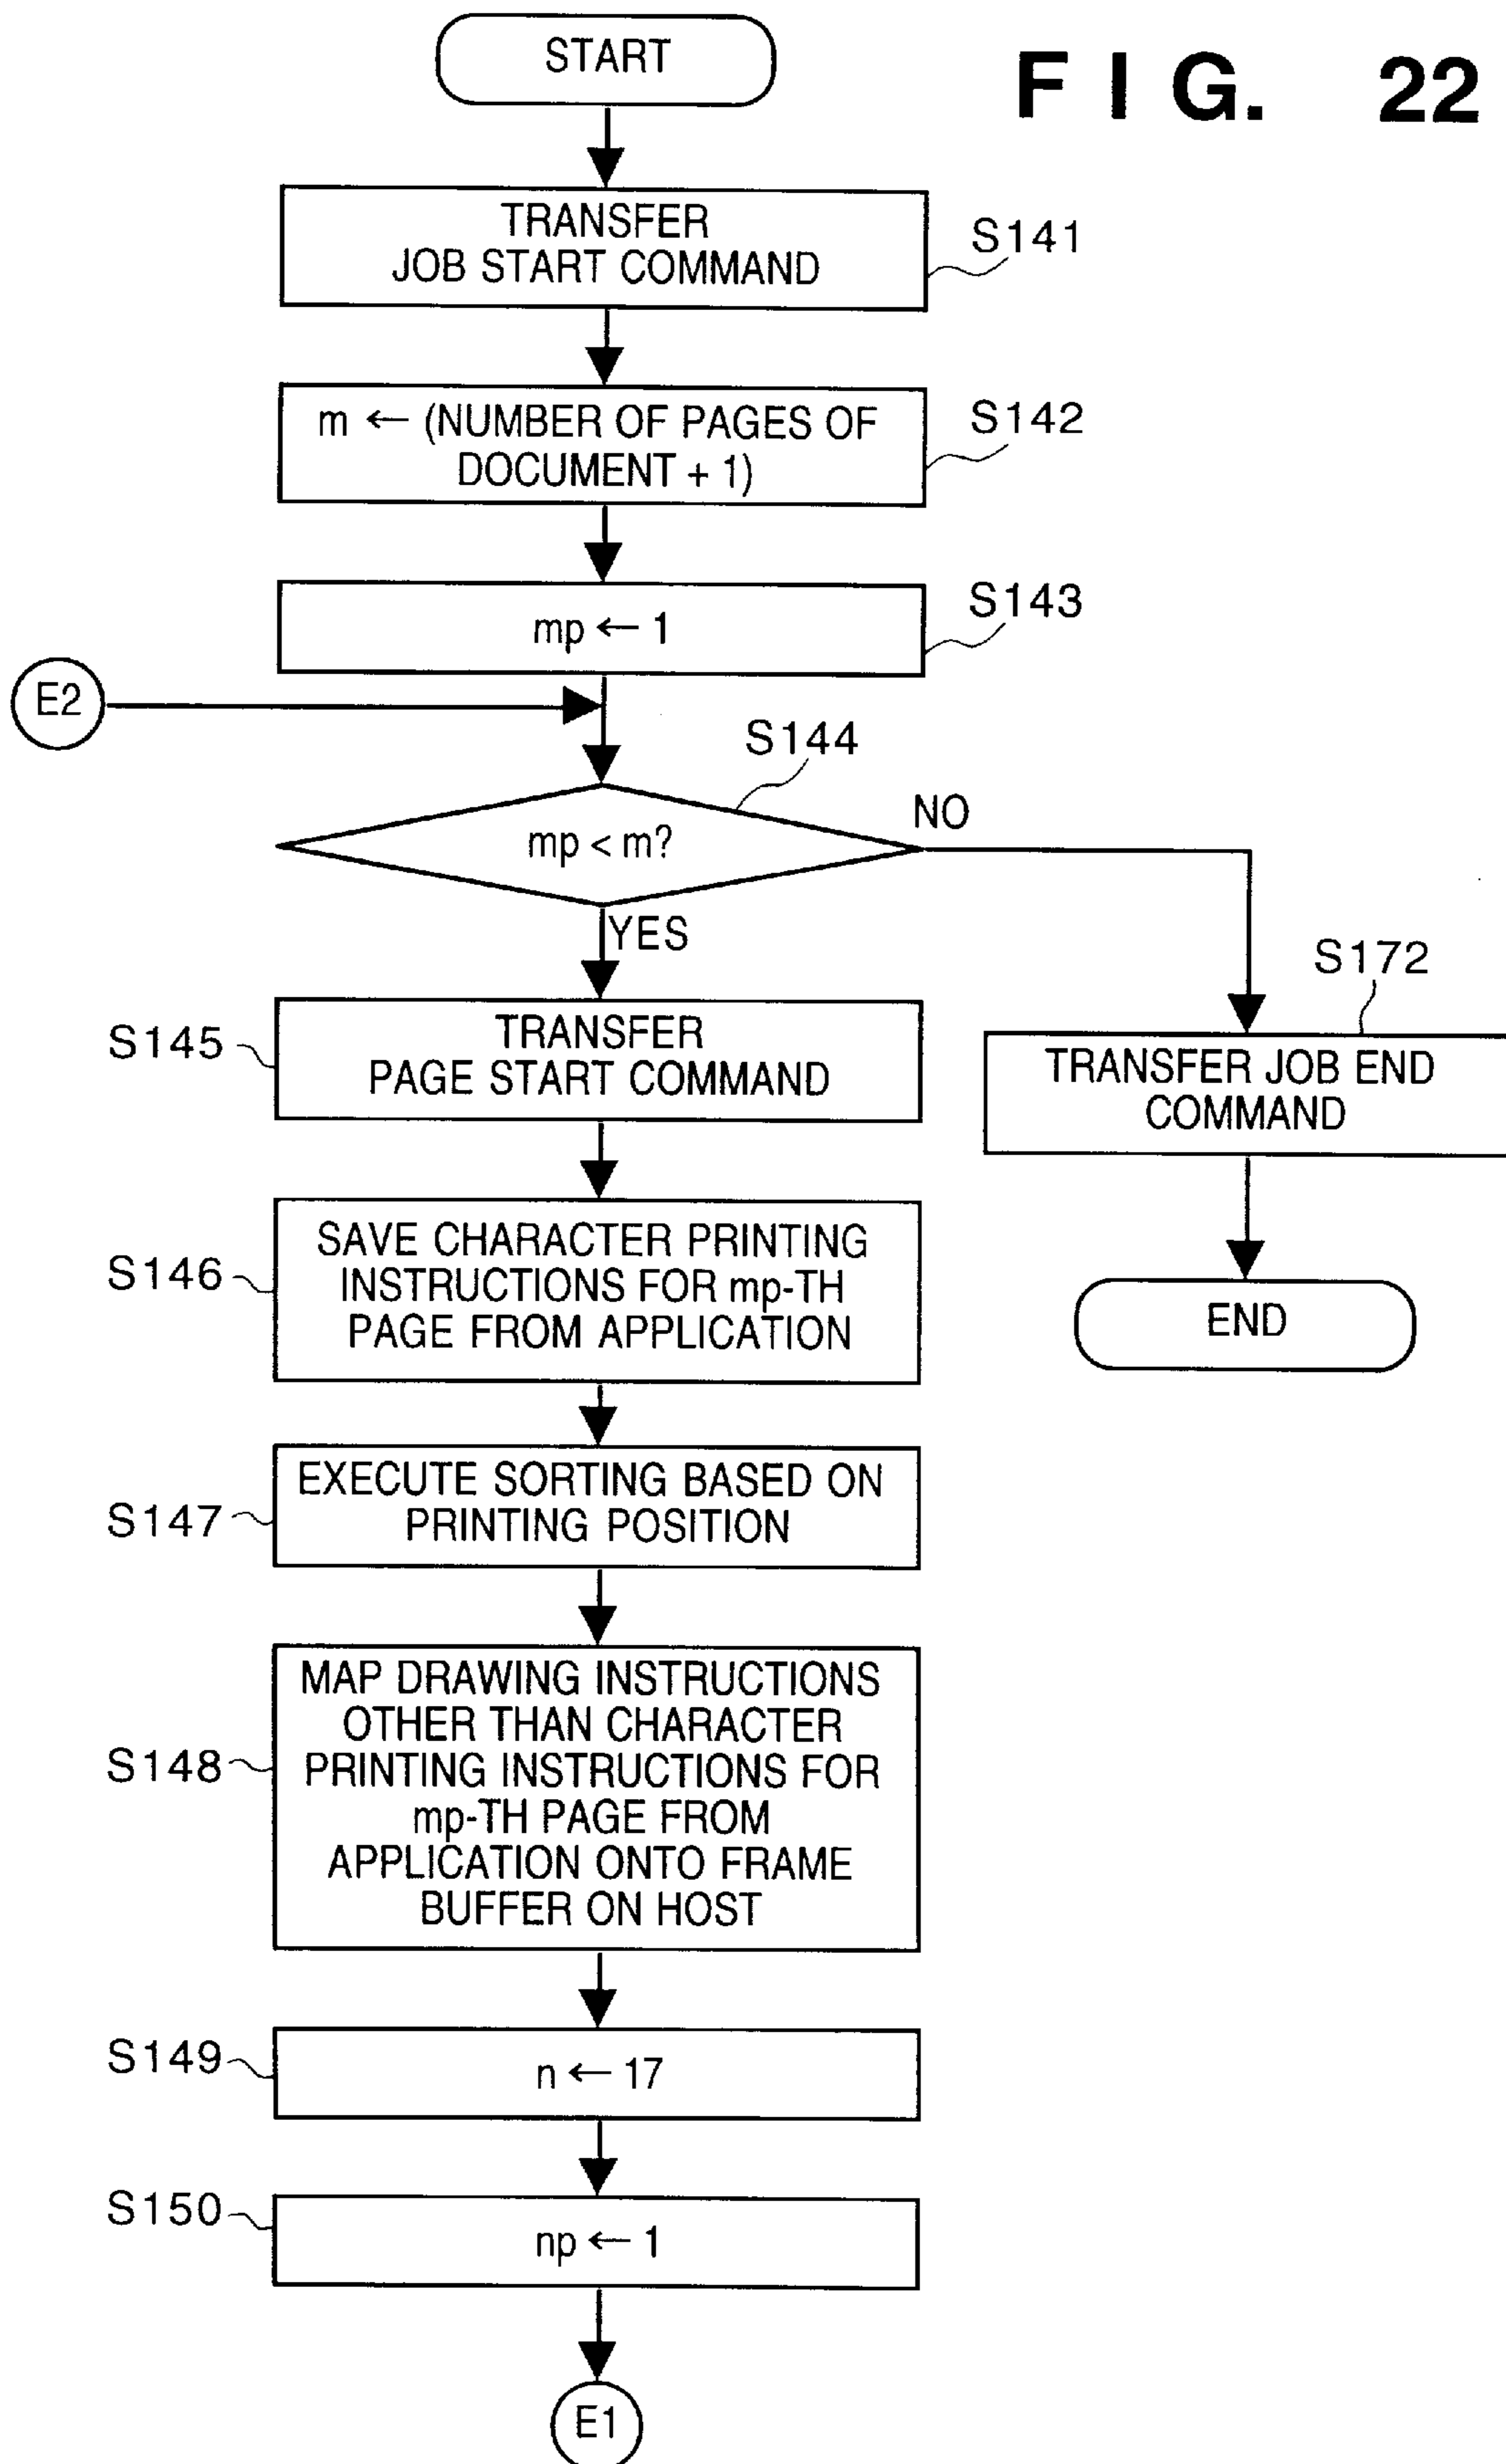 START
F I G. 22
TRANSFER
JOB START COMMAND
S141
m ← (NUMBER OF PAGES OF
DOCUMENT + 1)
S142
mp ← 1
S143
E2
S144
mp < m?
NO
YES
S172
S145
TRANSFER
PAGE START COMMAND
TRANSFER JOB END
COMMAND
S146
SAVE CHARACTER PRINTING
INSTRUCTIONS FOR mp-TH
PAGE FROM APPLICATION
END
S147
EXECUTE SORTING BASED ON
PRINTING POSITION
S148
MAP DRAWING INSTRUCTIONS
OTHER THAN CHARACTER
PRINTING INSTRUCTIONS FOR
mp-TH PAGE FROM
APPLICATION ONTO FRAME
BUFFER ON HOST
S149
n ← 17
S150
np ← 1
E1